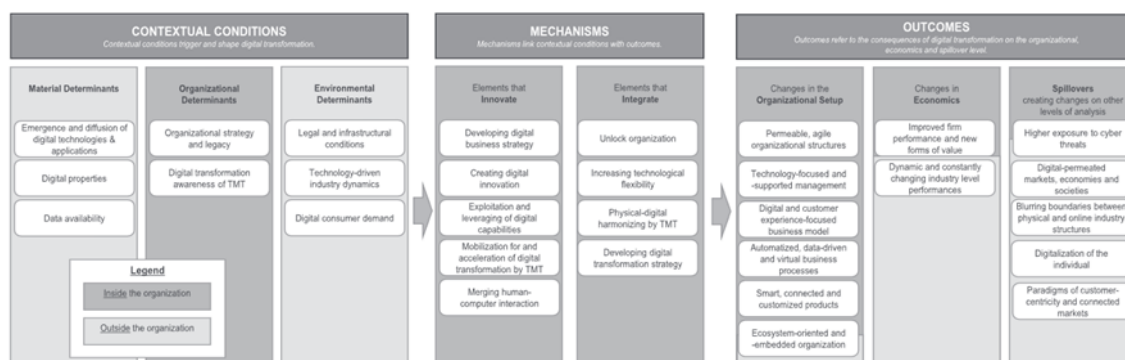 CONTEXTUAL CONDITIONS
Contextual conditions trigger and shape digital transformation.
Material Determinants
Emergence and diffusion of
digital technologies &
applications
Digital properties
Data availability
Organizational
Determinants
Organizational strategy
and legacy
Digital transformation
awareness of TMT
Environmental
Determinants
Legal and infrastructural
conditions
Technology-driven
industry dynamics
Digital consumer demand
Legend
Inside the organization
Outside the organization
MECHANISMS
Mechanisms link contextual conditions with outcomes.
Elements that
Innovate
Developing digital
business strategy
Creating digital
innovation
Exploitation and
leveraging of digital
capabilities
Mobilization for and
acceleration of digital
transformation by TMT
Merging human-
computer interaction
Elements that
Integrate
Unlock organization
Increasing technological
flexibility
Physical-digital
harmonizing by TMT
Developing digital
transformation strategy
OUTCOMES
Outcomes refer to the consequences of digital transformation on the organizational,
economics and spillover level.
Changes in the
Organizational Setup
Permeable, agile
organizational structures
Technology-focused and
-supported management
Digital and customer
experience-focused
business model
Automatized, data-driven
and virtual business
processes
Smart, connected and
customized products
Ecosystem-oriented and
-embedded organization
Changes in
Economics
Improved firm
performance and new
forms of value
Dynamic and constantly
changing industry level
performances
Spillovers
creating changes on other
levels of analysis
Higher exposure to cyber
threats
Digital-permeated
markets, economies and
societies
Blurring boundaries between
physical and online industry
structures
Digitalization of the
individual
Paradigms of customer-
centricity and connected
markets